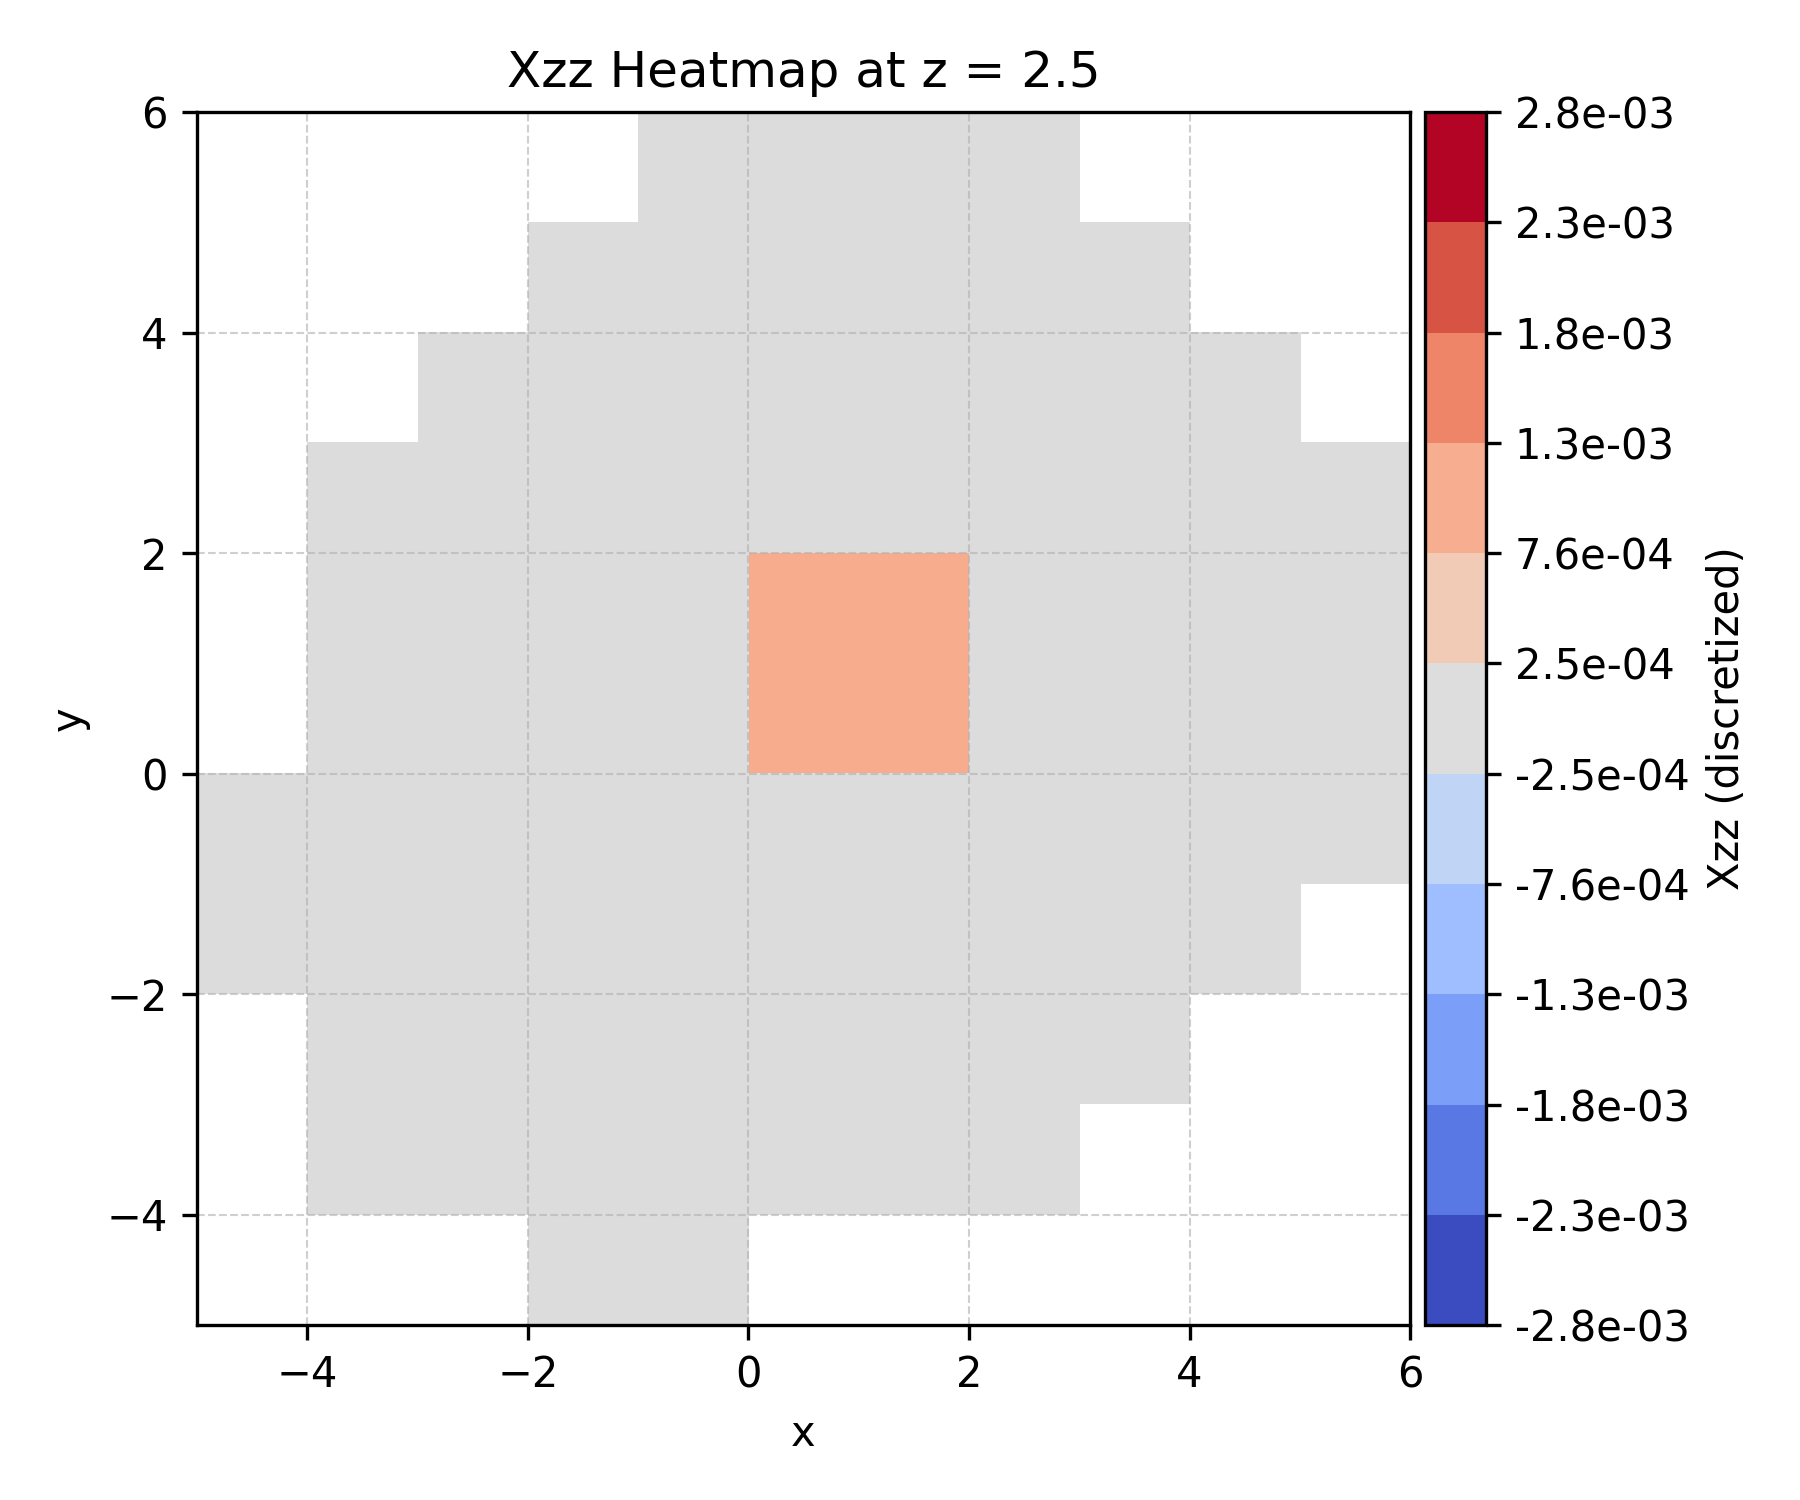 Xzz Heatmap at z = 2.5
6
4
2
0
−2
−4
y
−4
−2
0
2
4
6
x
2.8e-03
2.3e-03
1.8e-03
1.3e-03
7.6e-04
2.5e-04
-2.5e-04
-7.6e-04
-1.3e-03
-1.8e-03
-2.3e-03
-2.8e-03
Xzz (discretized)